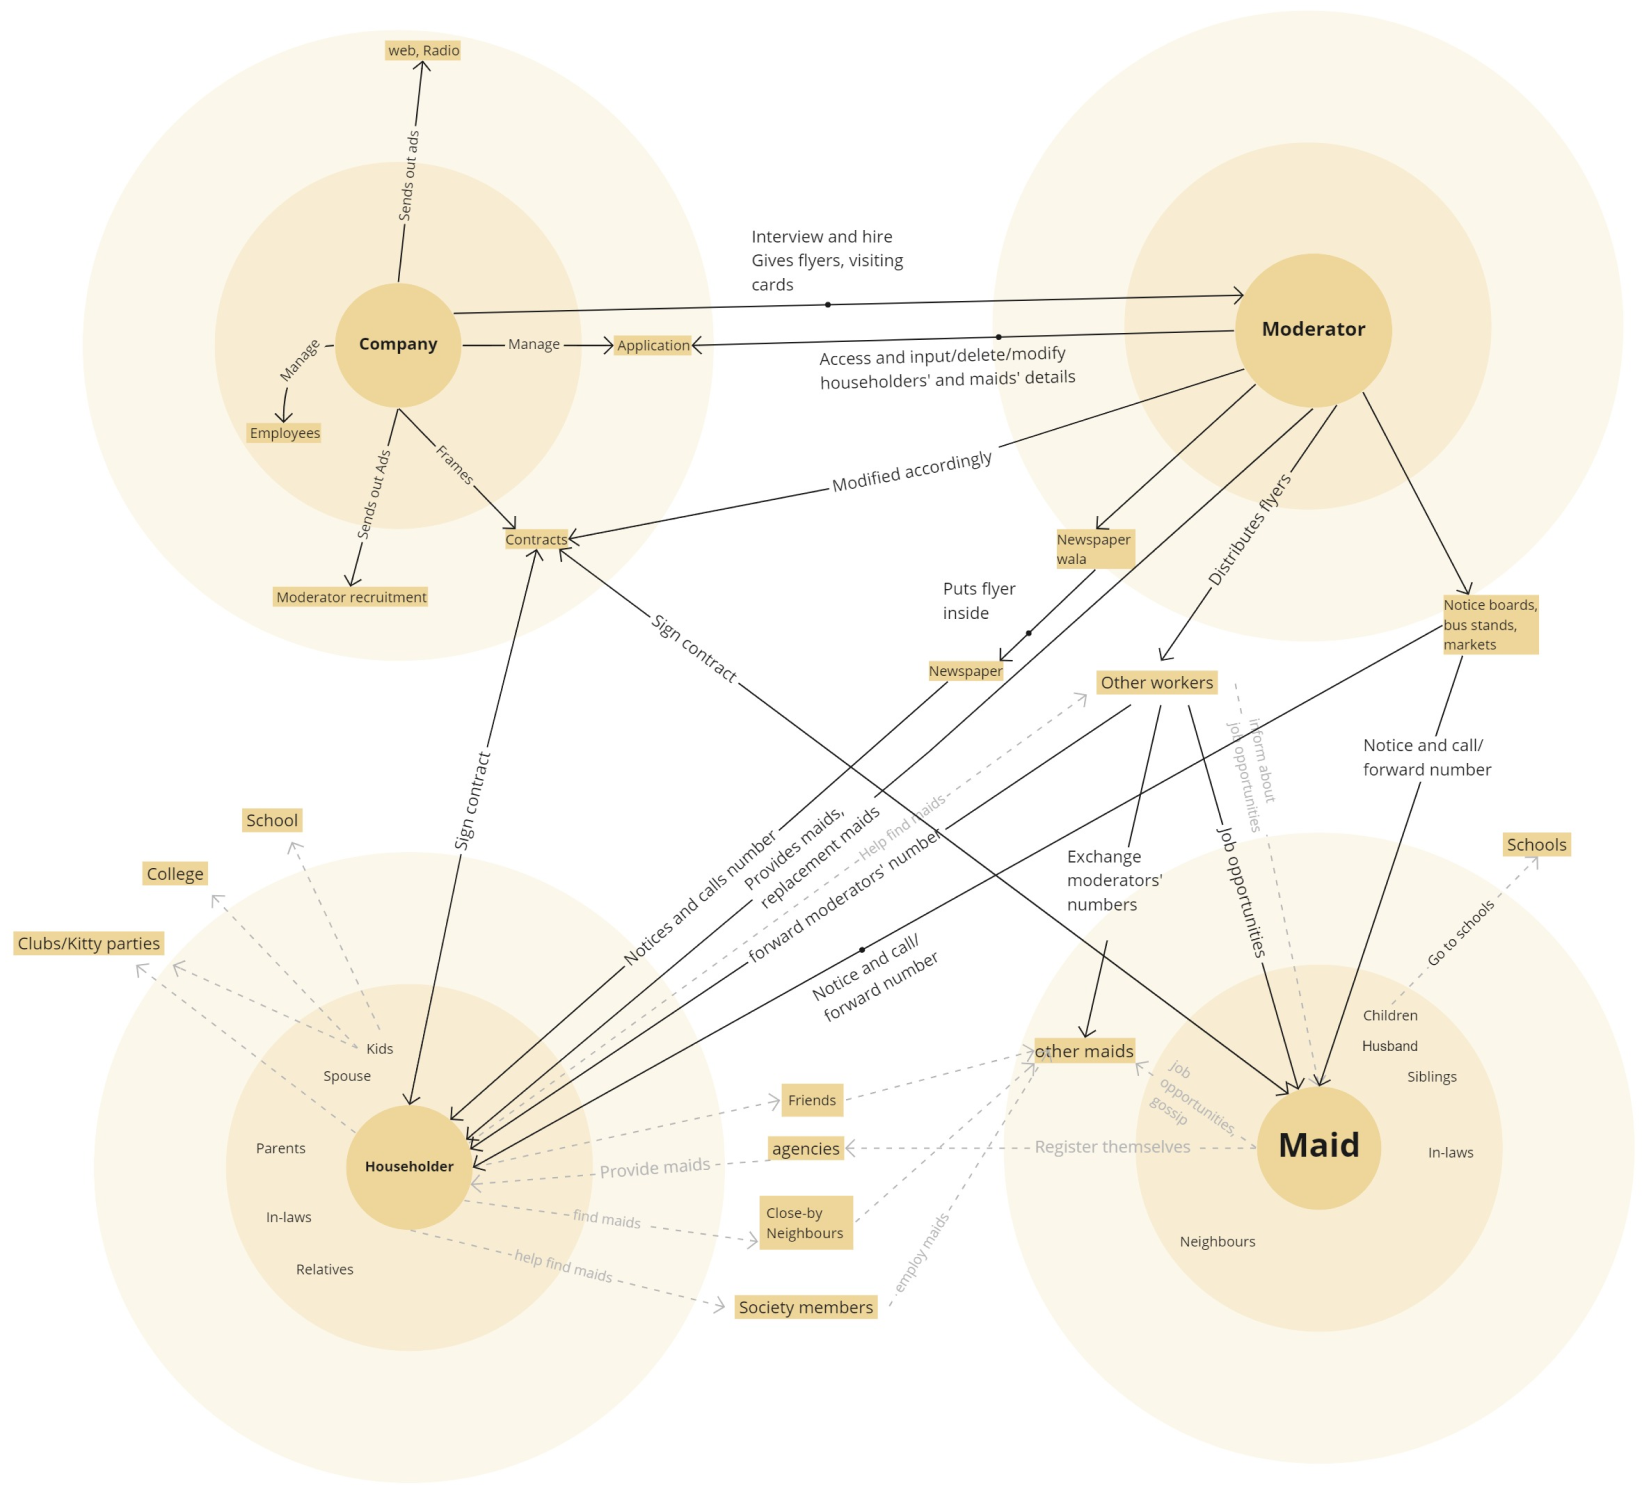 web, Radio
Sends out ads
Interview and hire
Gives flyers, visiting
cards
Moderator
Company
Manage
Application
Access and input/delete/modify
householders' and maids' details
Manage
Employees
Frames
Sends out Ads
Modified accordingly
Contracts
Distributes flyers
Newspaper
wala
Moderator recruitment
Puts flyer
inside
Notice boards,
bus stands,
markets
Sign contract
Newspaper
Other workers
inform about
job opportunities
Notice and call/
forward number
Sign contract
School
College
Clubs/Kitty parties
Notices and calls number
Provides maids,
replacement maids
Help find maids
forward moderators' number
Notice and call/
forward number
Exchange
moderators'
numbers
Job opportunities
Schools
Go to schools
Children
Husband
Siblings
Kids
Spouse
other maids
job
opportunities,
gossip
Friends
Parents
Householder
agencies
Register themselves
Maid
In-laws
Provide maids
In-laws
find maids
Close-by
Neighbours
Neighbours
Relatives
help find maids
employ maids
Society members